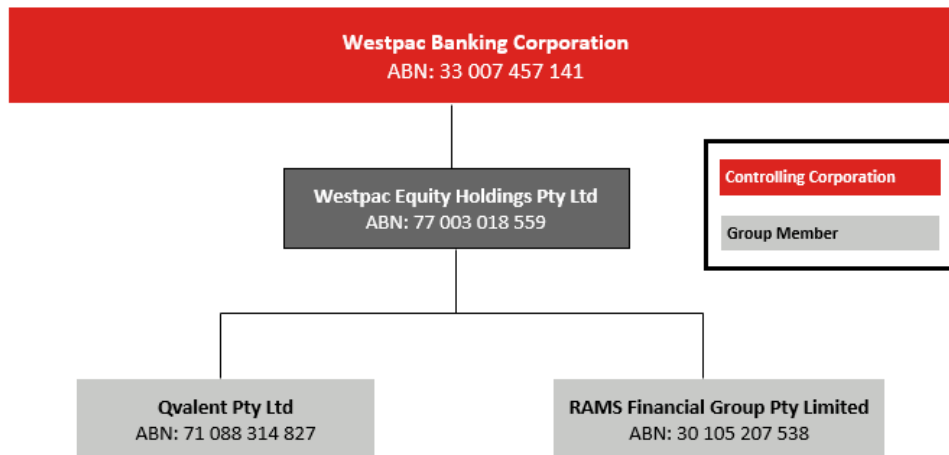 Westpac Banking Corporation
ABN: 33 007 457 141
Westpac Equity Holdings Pty Ltd
ABN: 77 003 018 559
Controlling Corporation
Group Member
Qvalent Pty Ltd
ABN: 71 088 314 827
RAMS Financial Group Pty Limited
ABN: 30 105 207 538